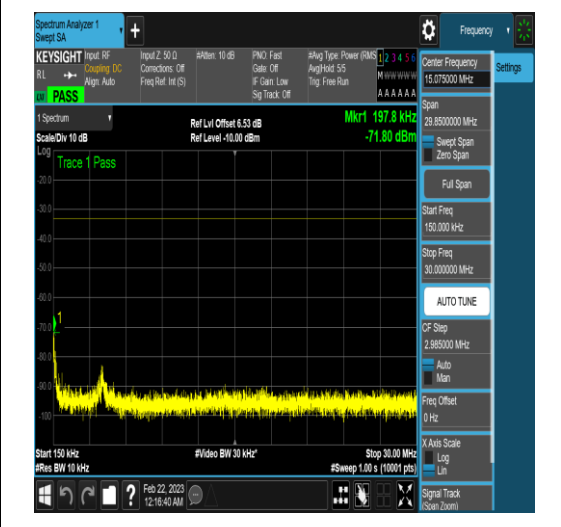 Spectrum Analyzer 1
Swept SA
Frequency
KEYSIGHT
RL
PASS
Input: RF
Coupling: DC
Align: Auto
Input Z: 50 Ω
Corrections: Off
Freq Ref: Int (S)
#Atten: 10 dB
PNO: Fast
Gate: Off
IF Gain: Low
Sig Track: Off
#Avg Type: Power (RMS
Avg|Hold: 5/5
Trig: Free Run
1 2 3 4 5 6
M W W W W W
A A A A A A
1 Spectrum
Scale/Div 10 dB
Ref Lvl Offset 6.53 dB
Ref Level -10.00 dBm
Mkr1 197.8 kHz
-71.80 dBm
Log
Trace 1 Pass
-20.0
-30.0
-40.0
-50.0
-60.0
-70.0
-80.0
-90.0
-100
1
Start 150 kHz
#Res BW 10 kHz
#Video BW 30 kHz*
Stop 30.00 MHz
#Sweep 1.00 s (10001 pts)
Feb 22, 2023
12:16:40 AM
Settings
Center Frequency
15.075000 MHz
Span
29.8500000 MHz
Swept Span
Zero Span
Full Span
Start Freq
150.000 kHz
Stop Freq
30.000000 MHz
AUTO TUNE
CF Step
2.985000 MHz
Auto
Man
Freq Offset
0 Hz
X Axis Scale
Log
Lin
Signal Track
(Span Zoom)